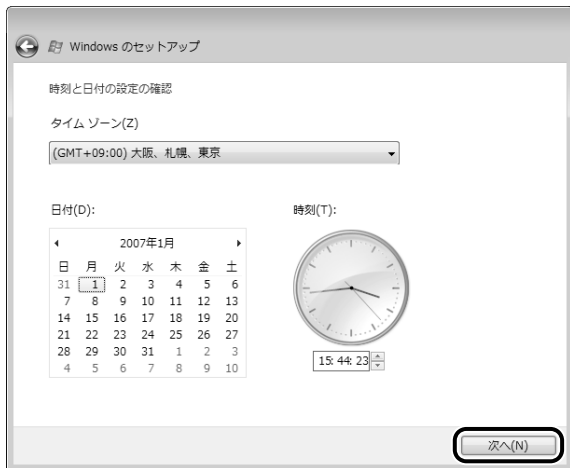 Windows のセットアップ
時刻と日付の設定の確認
タイム ゾーン(Z)
(GMT+09:00) 大阪、札幌、東京
日付(D):
時刻(T):
2007年1月
日 月 火 水 木 金 土
31 1 2 3 4 5 6
7 8 9 10 11 12 13
14 15 16 17 18 19 20
21 22 23 24 25 26 27
28 29 30 31 1 2 3
4 5 6 7 8 9 10
15: 44: 23
次へ(N)